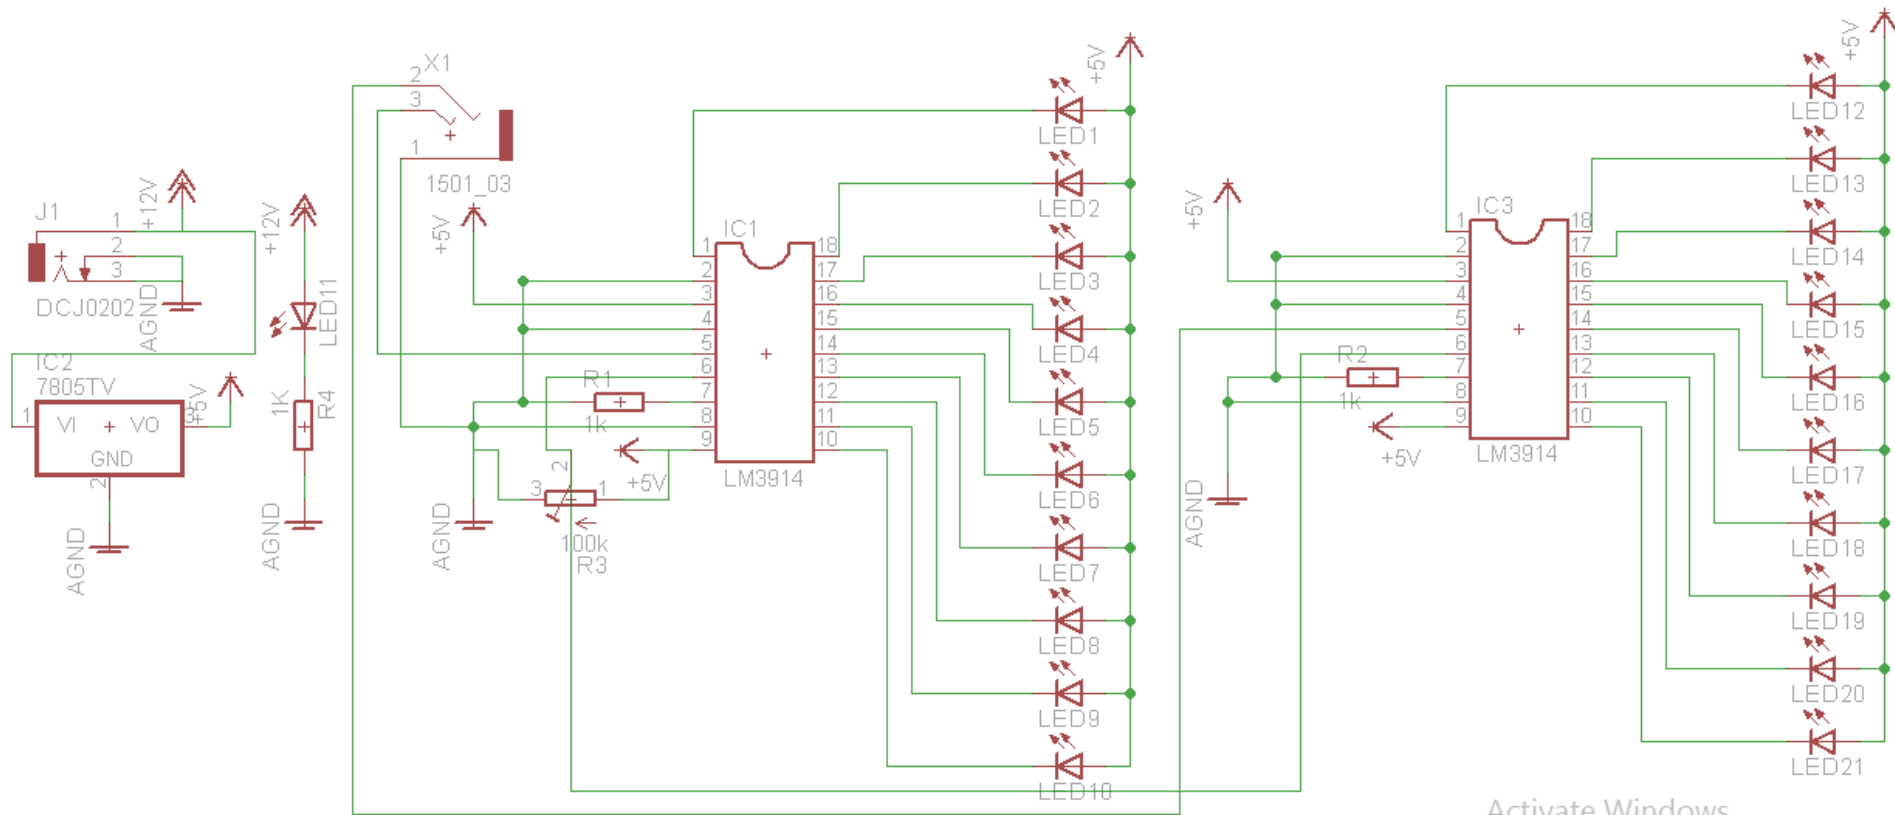 J1
1
2
3
DCJ0202
+12V
AGND
IC2
7805TV
1
VI
VO
3
GND
2
+5V
AGND
+12V
LED11
1K
R4
AGND
X1
2
3
1
1501_03
+5V
R1
1k
AGND
2
3
1
100k
R3
+5V
IC1
1
2
3
4
5
6
7
8
9
18
17
16
15
14
13
12
11
10
LM3914
+5V
LED1
LED2
LED3
LED4
LED5
LED6
LED7
LED8
LED9
LED10
+5V
AGND
R2
1k
+5V
IC3
1
2
3
4
5
6
7
8
9
18
17
16
15
14
13
12
11
10
LM3914
+5V
LED12
LED13
LED14
LED15
LED16
LED17
LED18
LED19
LED20
LED21
Activate Windows